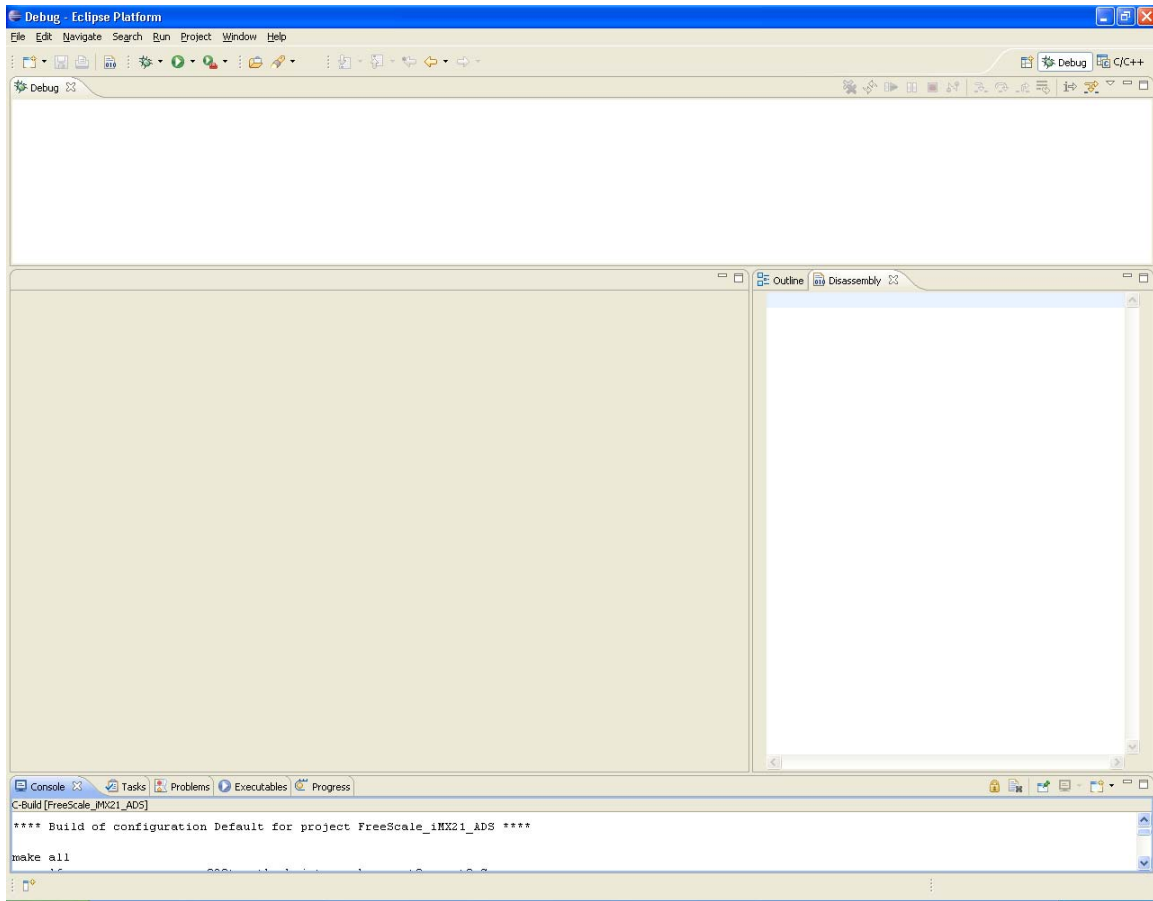 Debug - Eclipse Platform
File Edit Navigate Search Run Project Window Help
Debug C/C++
Debug
Outline Disassembly
Console Tasks Problems Executables Progress
C-Build [FreeScale_iMX21_ADS]
**** Build of configuration Default for project FreeScale_iMX21_ADS ****
make all